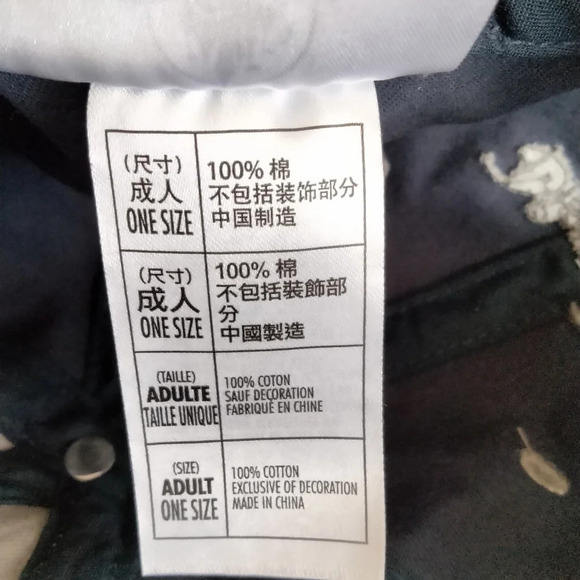 (尺寸)
成人
ONE SIZE
100% 棉
不包括装饰部分
中国制造
(尺寸)
成人
ONE SIZE
100% 棉
不包括裝飾部
分
中國製造
(TAILLE)
ADULTE
TAILLE UNIQUE
100% COTON
SAUF DECORATION
FABRIQUÉ EN CHINE
(SIZE)
ADULT
ONE SIZE
100% COTTON
EXCLUSIVE OF DECORATION
MADE IN CHINA